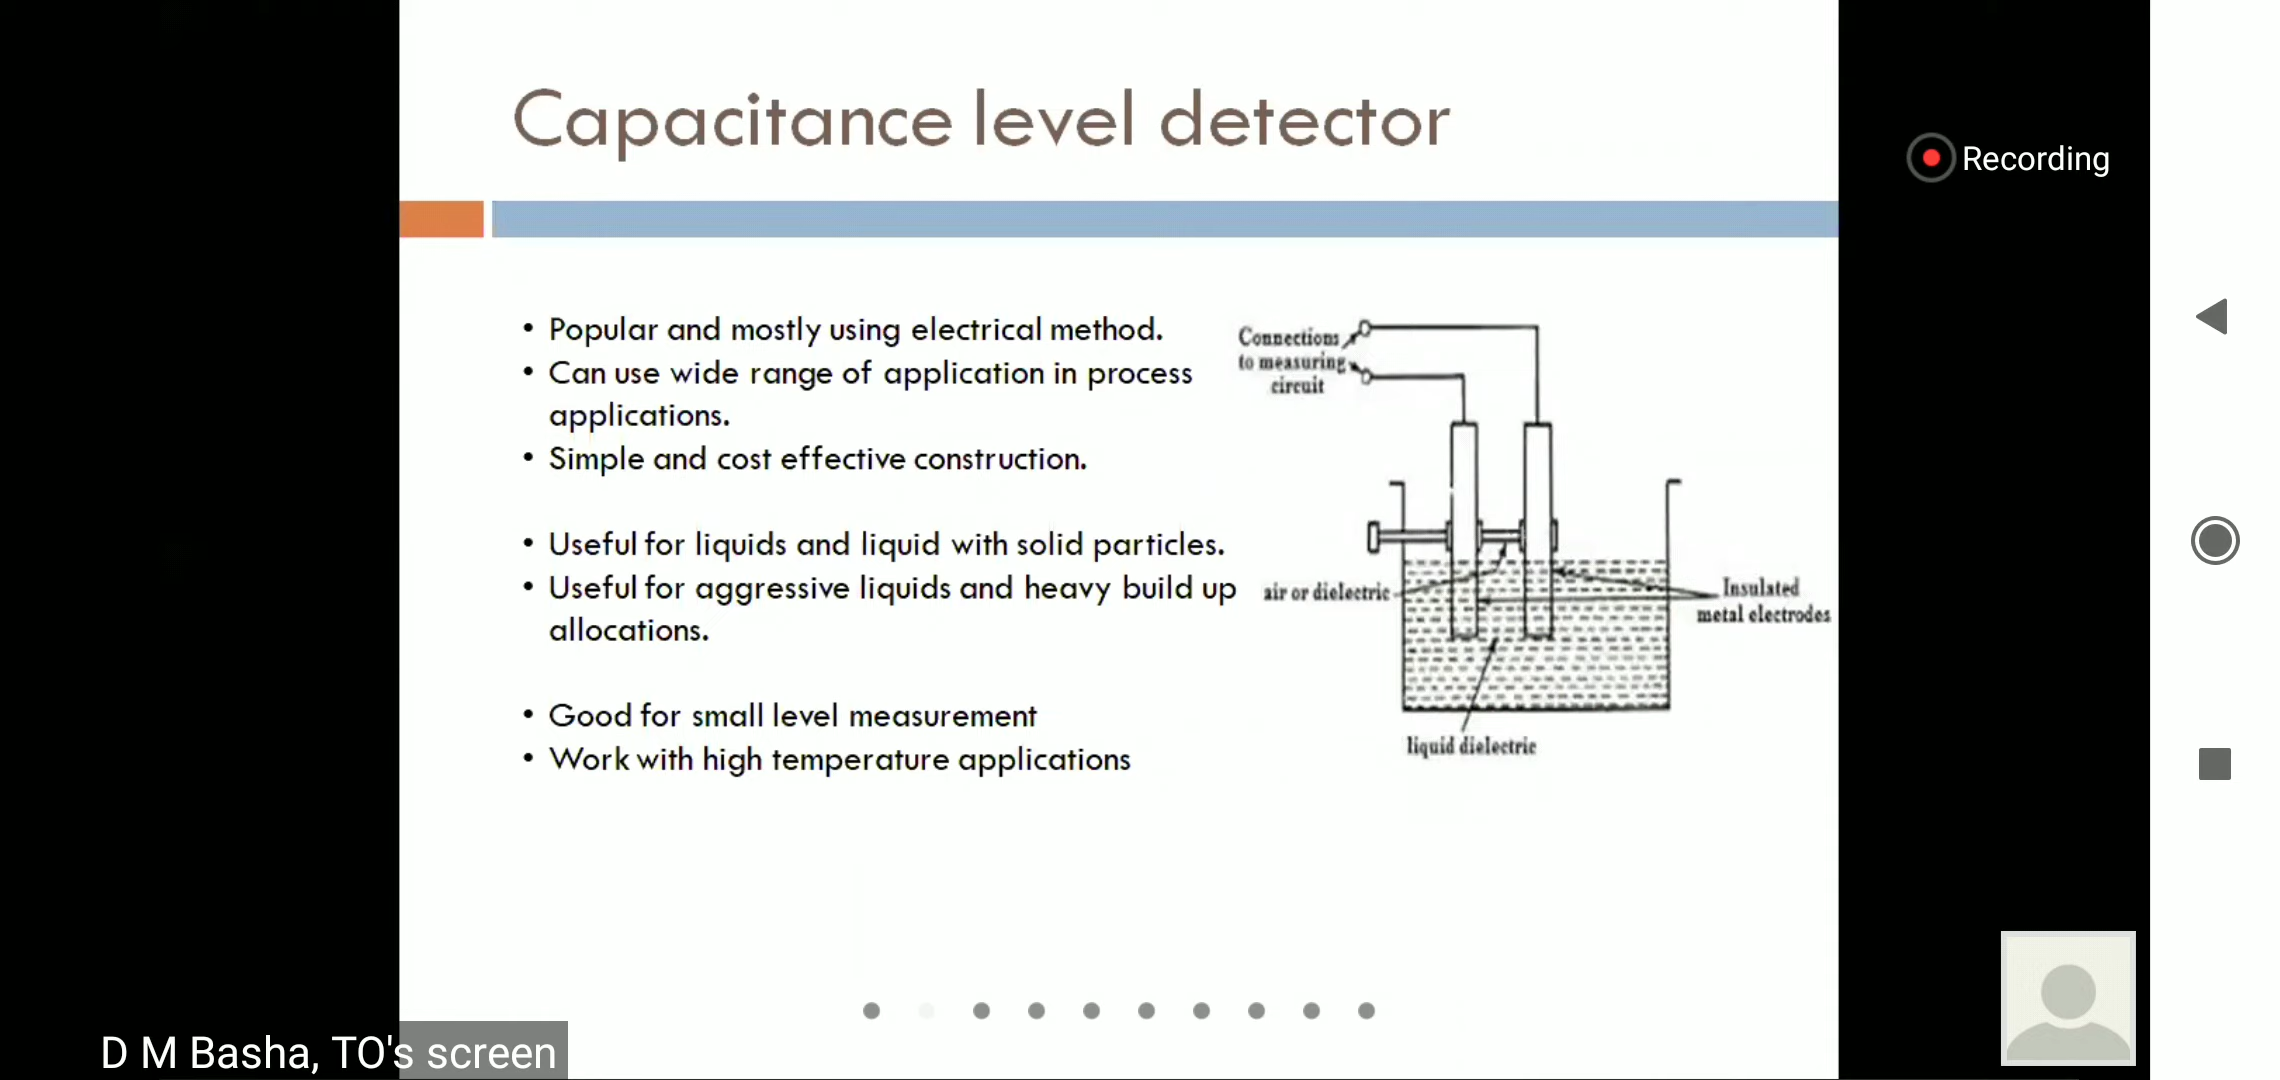 Capacitance level detector
Recording
• Popular and mostly using electrical method.
• Can use wide range of application in process
applications.
• Simple and cost effective construction.
• Useful for liquids and liquid with solid particles.
• Useful for aggressive liquids and heavy build up
allocations.
• Good for small level measurement
• Work with high temperature applications
Connections
to measuring
circuit
air or dielectric
Insulated
metal electrodes
liquid dielectric
D M Basha, TO's screen